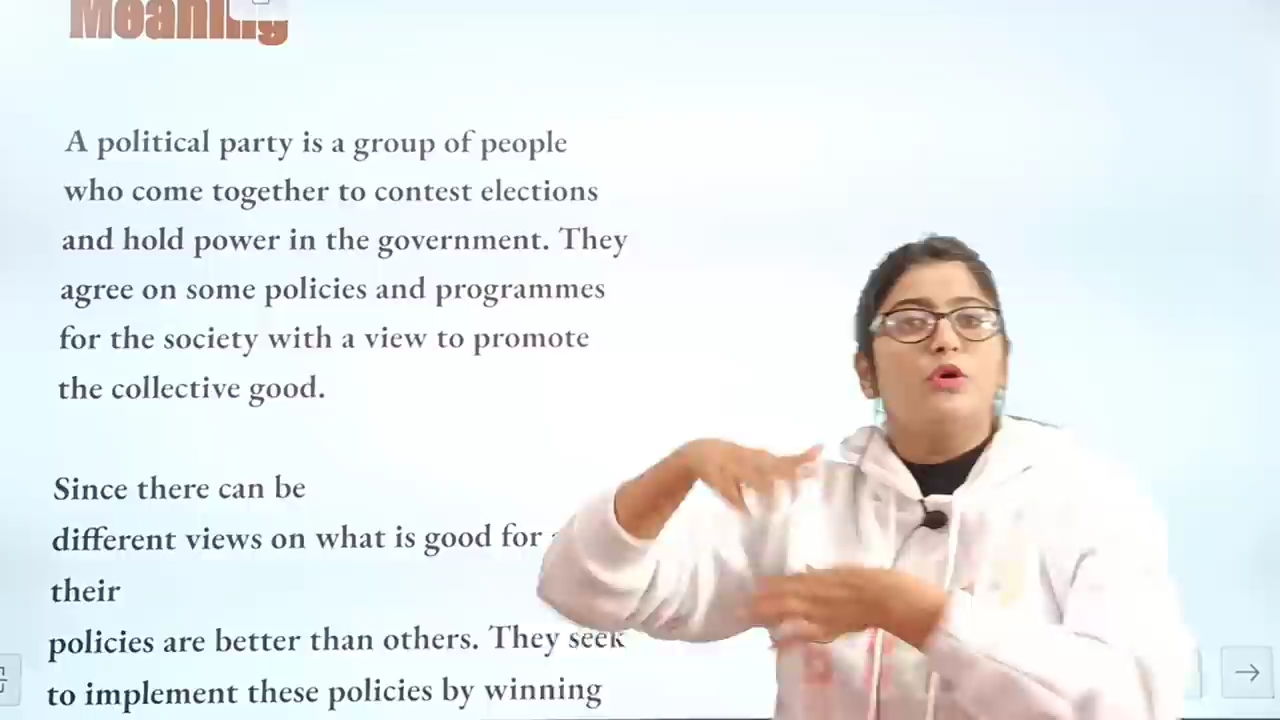 Meaning
A political party is a group of people
who come together to contest elections
and hold power in the government. They
agree on some policies and programmes
for the society with a view to promote
the collective good.
Since there can be
different views on what is good for
their
policies are better than others. They seek
to implement these policies by winning